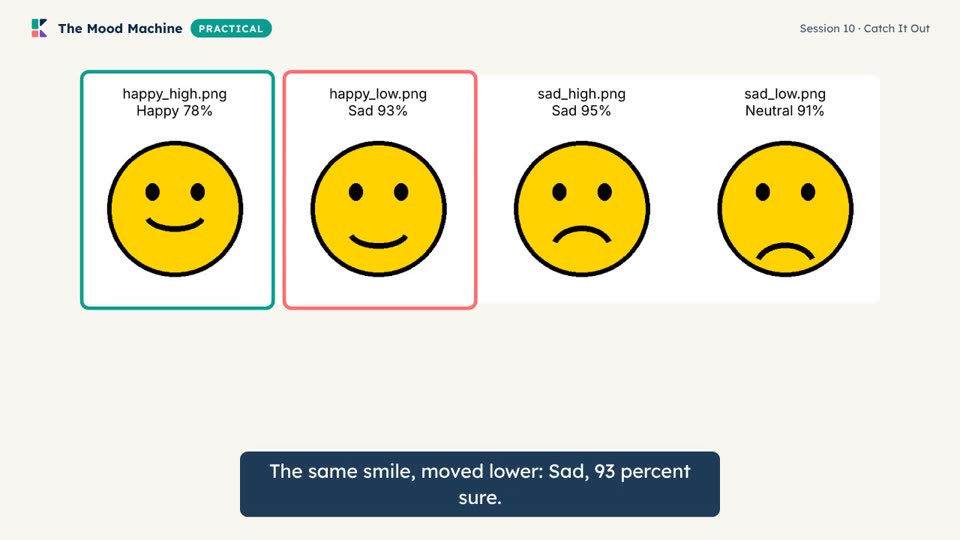 The Mood Machine PRACTICAL
Session 10 · Catch It Out
happy_high.png
Happy 78%
happy_low.png
Sad 93%
sad_high.png
Sad 95%
sad_low.png
Neutral 91%
The same smile, moved lower: Sad, 93 percent
sure.